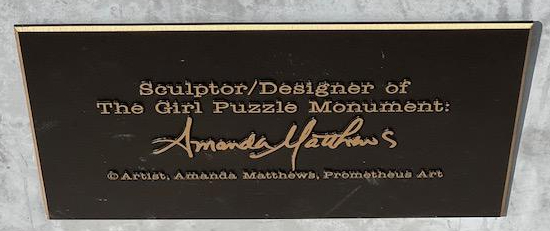 Sculptor/Designer of
The Girl Puzzle Monument:
Amanda Matthews
© Artist, Amanda Matthews, Prometheus Art